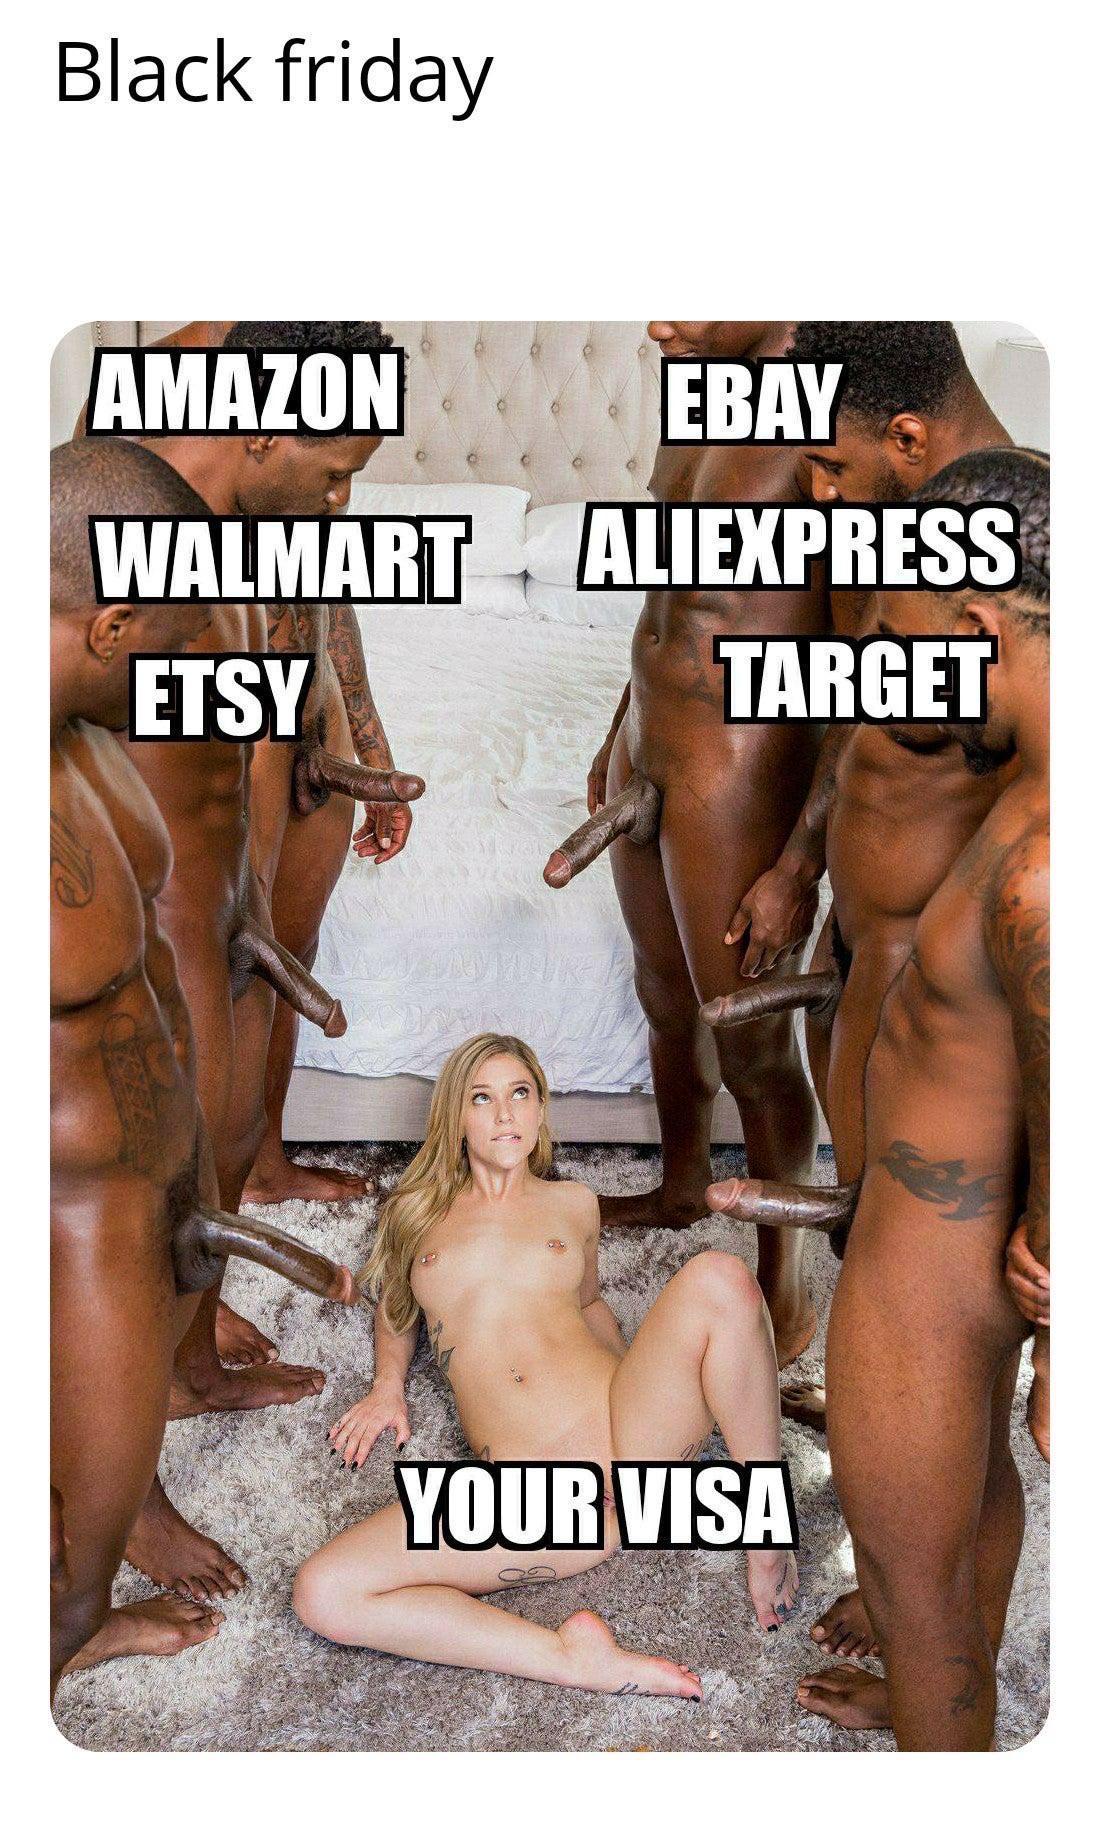 Black friday
AMAZON
EBAY
WALMART
ALIEXPRESS
ETSY
TARGET
YOUR VISA